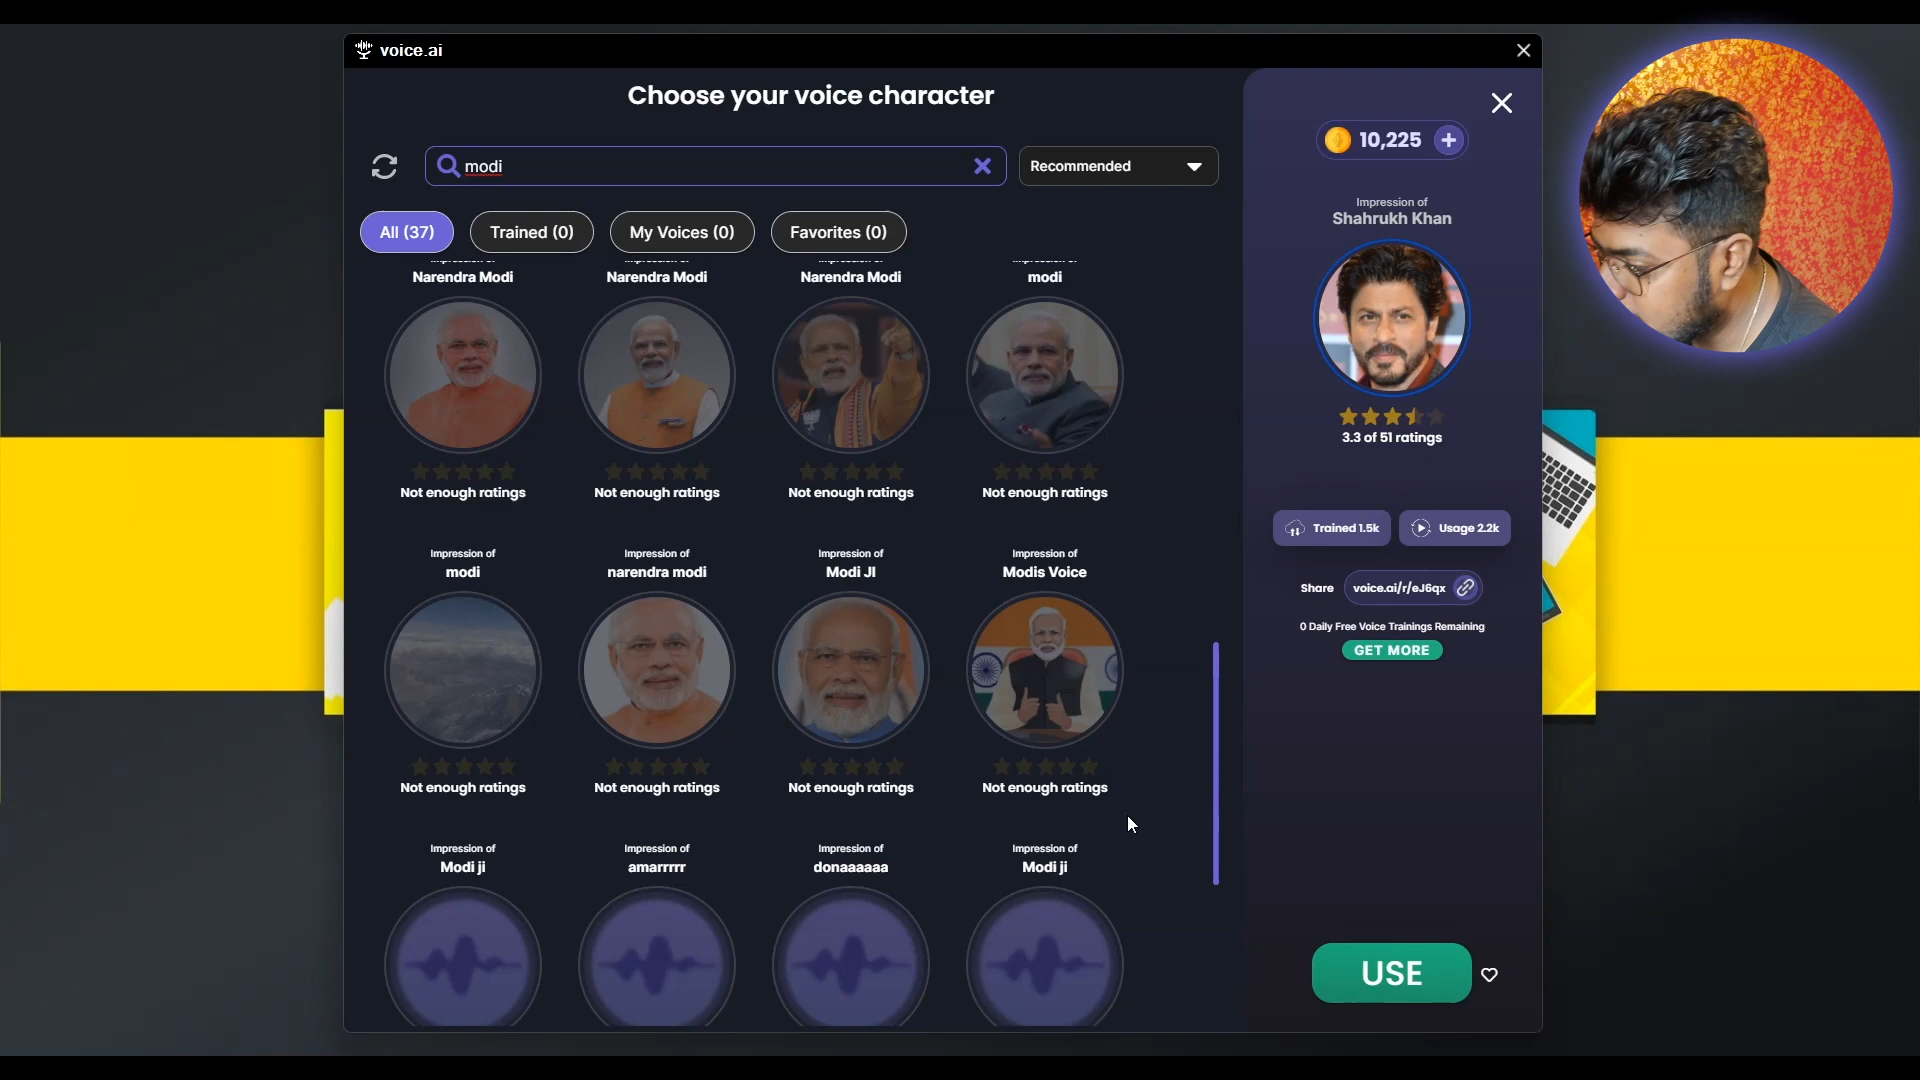 voice.ai
Choose your voice character
10,225
modi
Recommended
All (37)
Trained (0)
My Voices (0)
Favorites (0)
Impression of
Shahrukh Khan
3.3 of 51 ratings
Trained 1.5k
Usage 2.2k
Share
voice.ai/r/eJ6qx
0 Daily Free Voice Trainings Remaining
GET MORE
USE
Narendra Modi
Narendra Modi
Narendra Modi
modi
Not enough ratings
Not enough ratings
Not enough ratings
Not enough ratings
Impression of
modi
Impression of
narendra modi
Impression of
Modi JI
Impression of
Modis Voice
Not enough ratings
Not enough ratings
Not enough ratings
Not enough ratings
Impression of
Modi ji
Impression of
amarrrrr
Impression of
donaaaaaa
Impression of
Modi ji